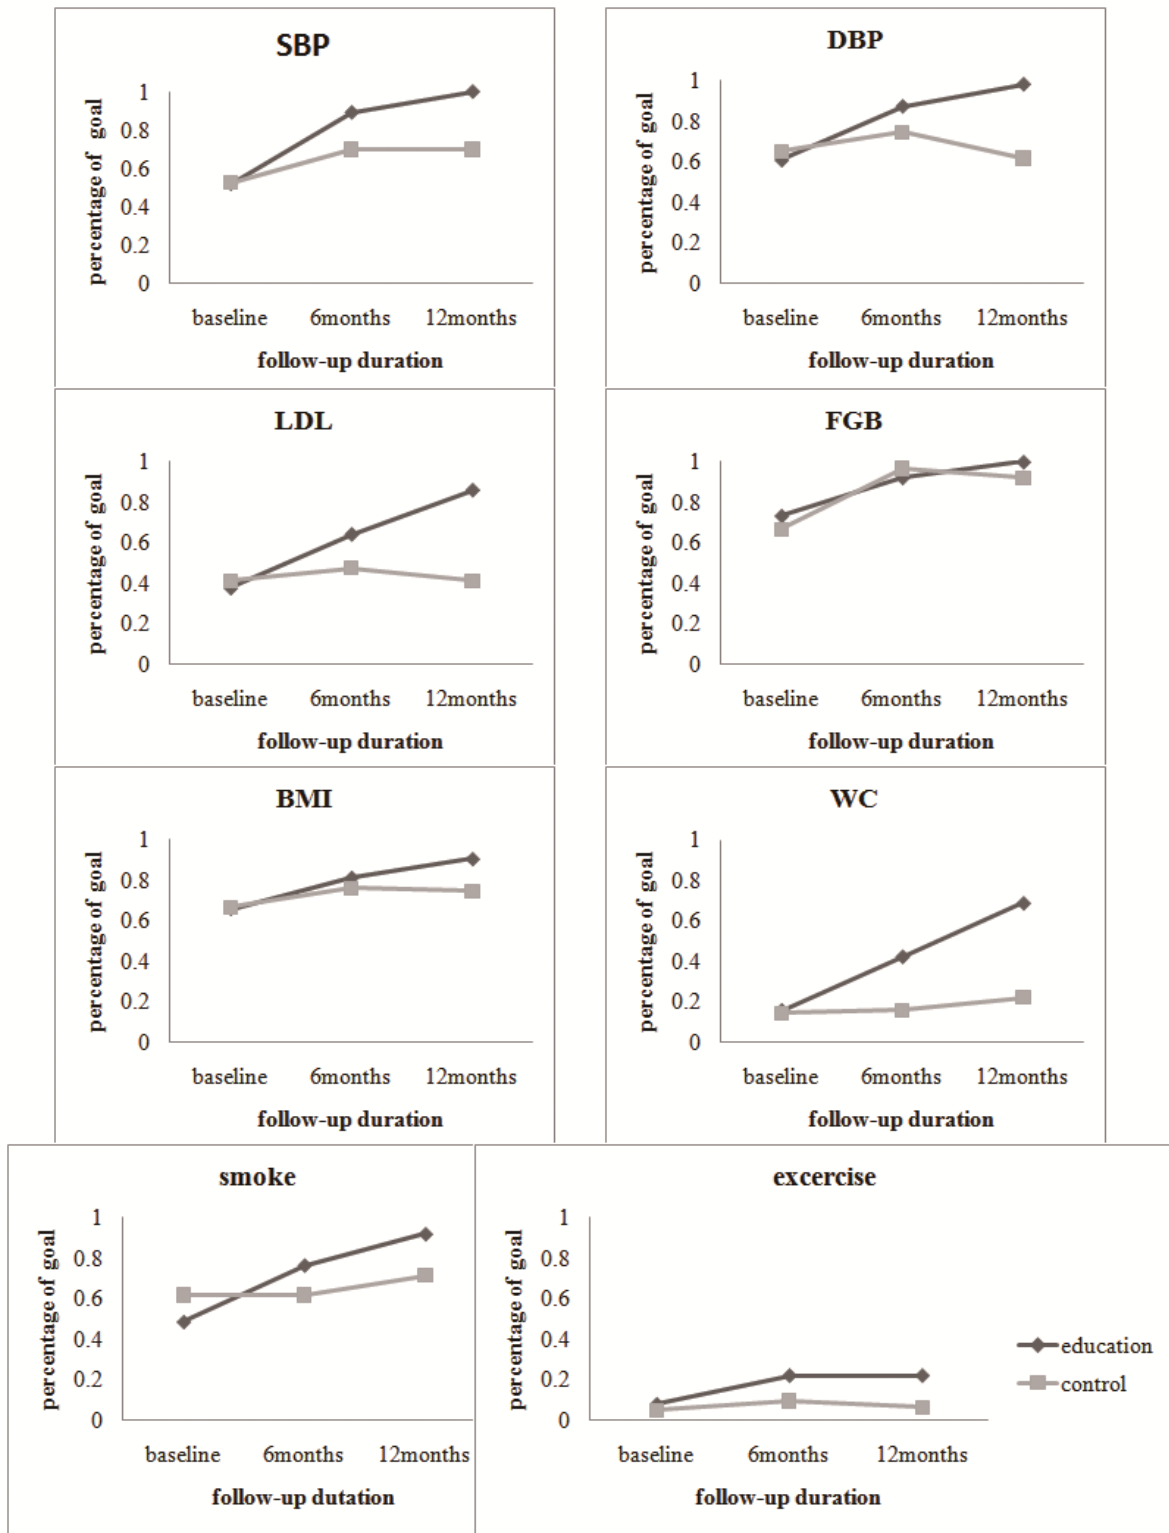 SBP
percentage of goal
1
0.8
0.6
0.4
0.2
0
baseline 6months 12months
follow-up duration
DBP
percentage of goal
1
0.8
0.6
0.4
0.2
0
baseline 6months 12months
follow-up duration
LDL
percentage of goal
1
0.8
0.6
0.4
0.2
0
baseline 6months 12months
follow-up duration
FGB
percentage of goal
1
0.8
0.6
0.4
0.2
0
baseline 6months 12months
follow-up duration
BMI
percentage of goal
1
0.8
0.6
0.4
0.2
0
baseline 6months 12months
follow-up duration
WC
percentage of goal
1
0.8
0.6
0.4
0.2
0
baseline 6months 12months
follow-up duration
smoke
percentage of goal
1
0.8
0.6
0.4
0.2
0
baseline 6months 12months
follow-up dutation
excercise
percentage of goal
1
0.8
0.6
0.4
0.2
0
baseline 6months 12months
follow-up duration
education
control